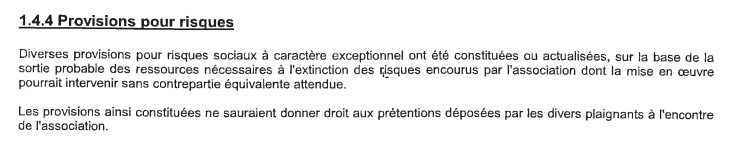 1.4.4 Provisions pour risques
Diverses provisions pour risques sociaux à caractère exceptionnel ont été constituées ou actualisées, sur la base de la
sortie probable des ressources nécessaires à l'extinction des risques encourus par l'association dont la mise en œuvre
pourrait intervenir sans contrepartie équivalente attendue.
Les provisions ainsi constituées ne sauraient donner droit aux prétentions déposées par les divers plaignants à l'encontre
de l'association.